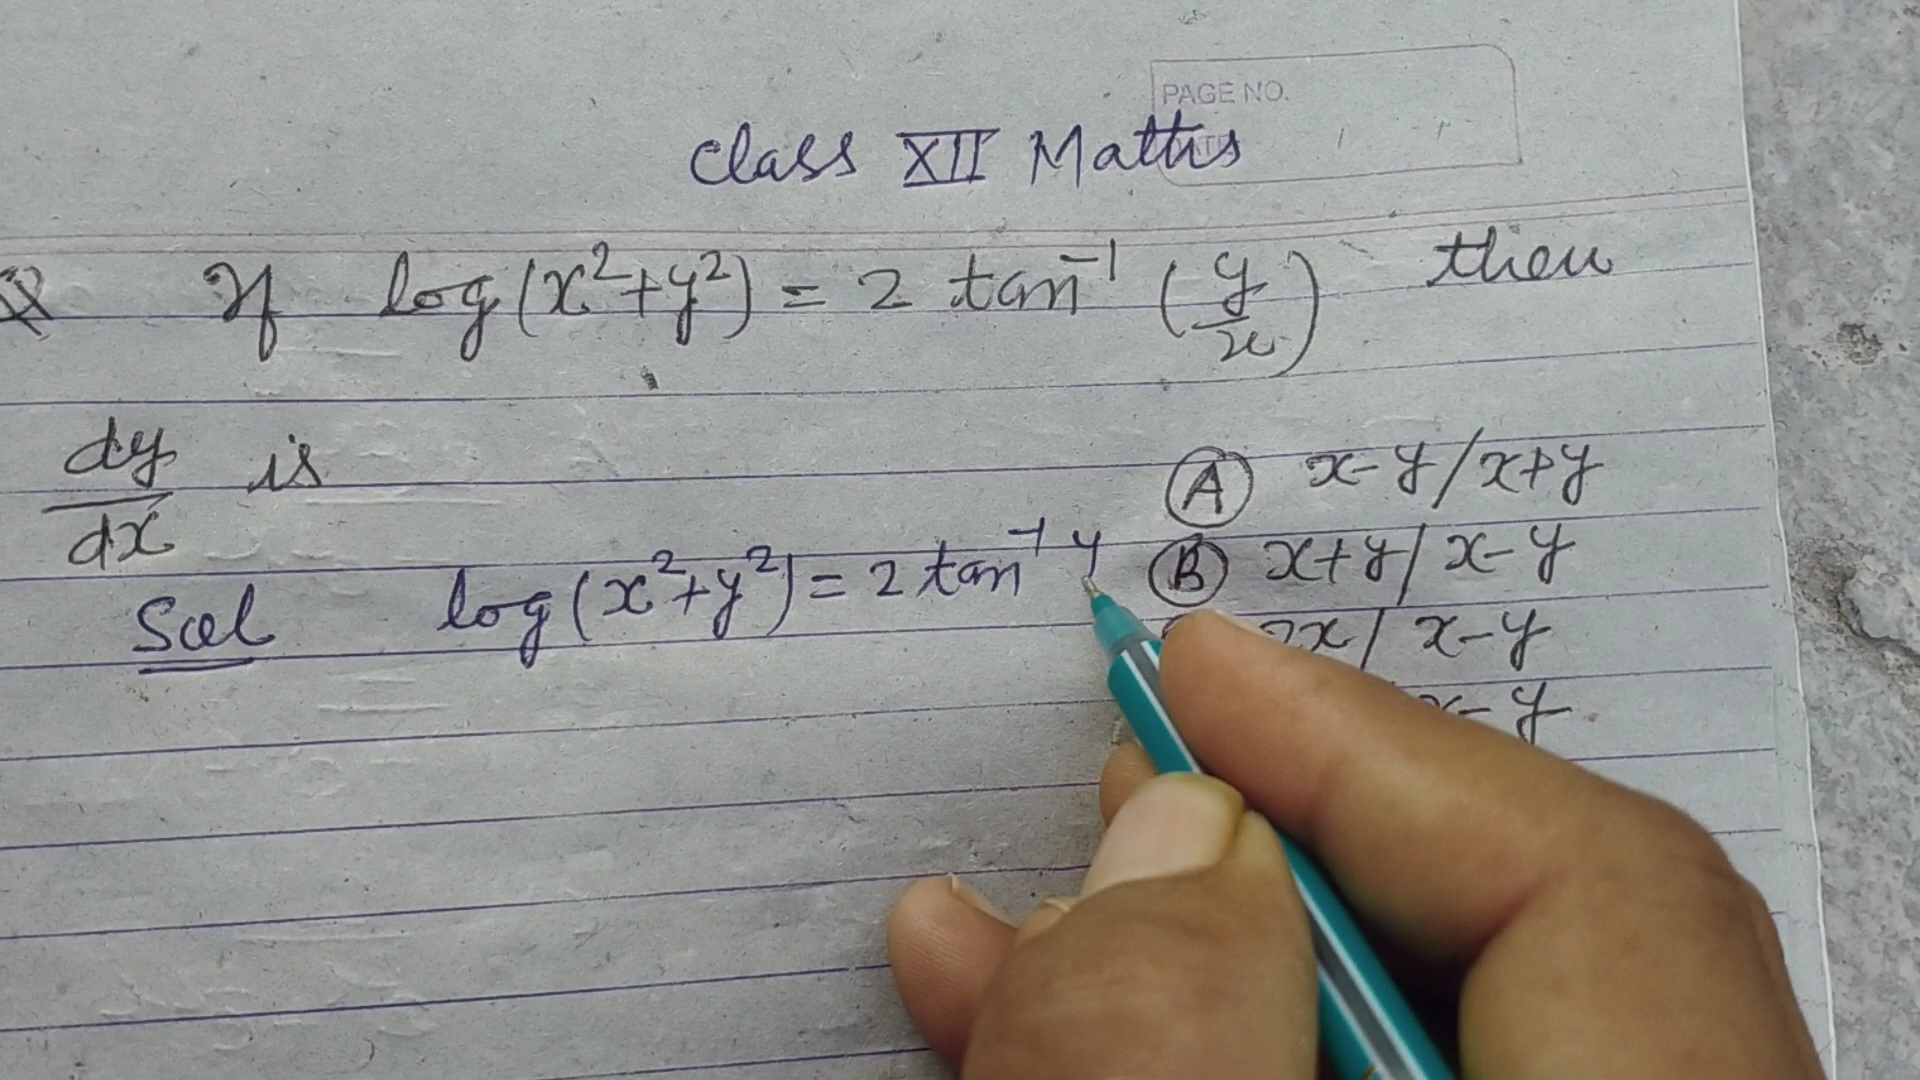 PAGE NO.
Class XII Maths
If log(x²+y²) = 2 tan⁻¹ (y/x) then
dy/dx is
(A) x-y/x+y
(B) x+y/x-y
Sol log(x²+y²) = 2 tan⁻¹ y
2x/x-y
x-y